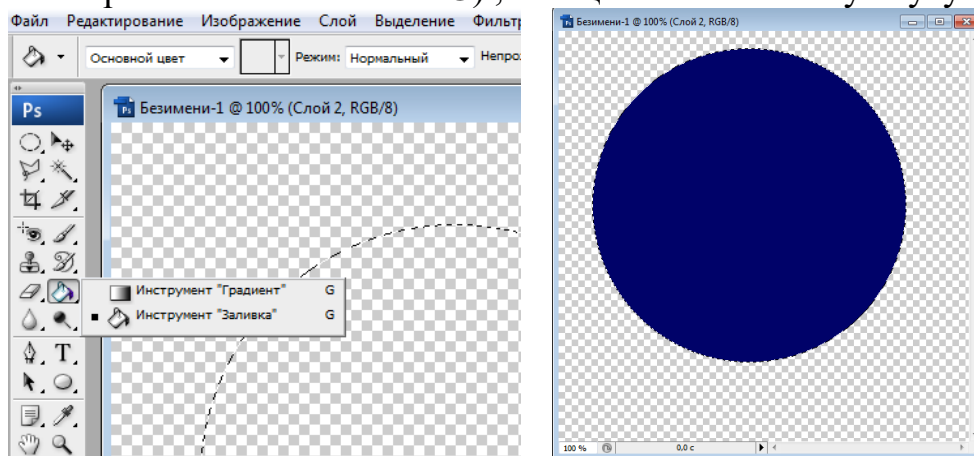 Файл Редактирование Изображение Слой Выделение
Основной цвет Режим: Нормальный
Ps
Безимени-1 @ 100% (Слой 2, RGB/8)
Инструмент "Градиент" G
Инструмент "Заливка" G
T
Безимени-1 @ 100% (Слой 2, RGB/8)
100 % 0,0 с